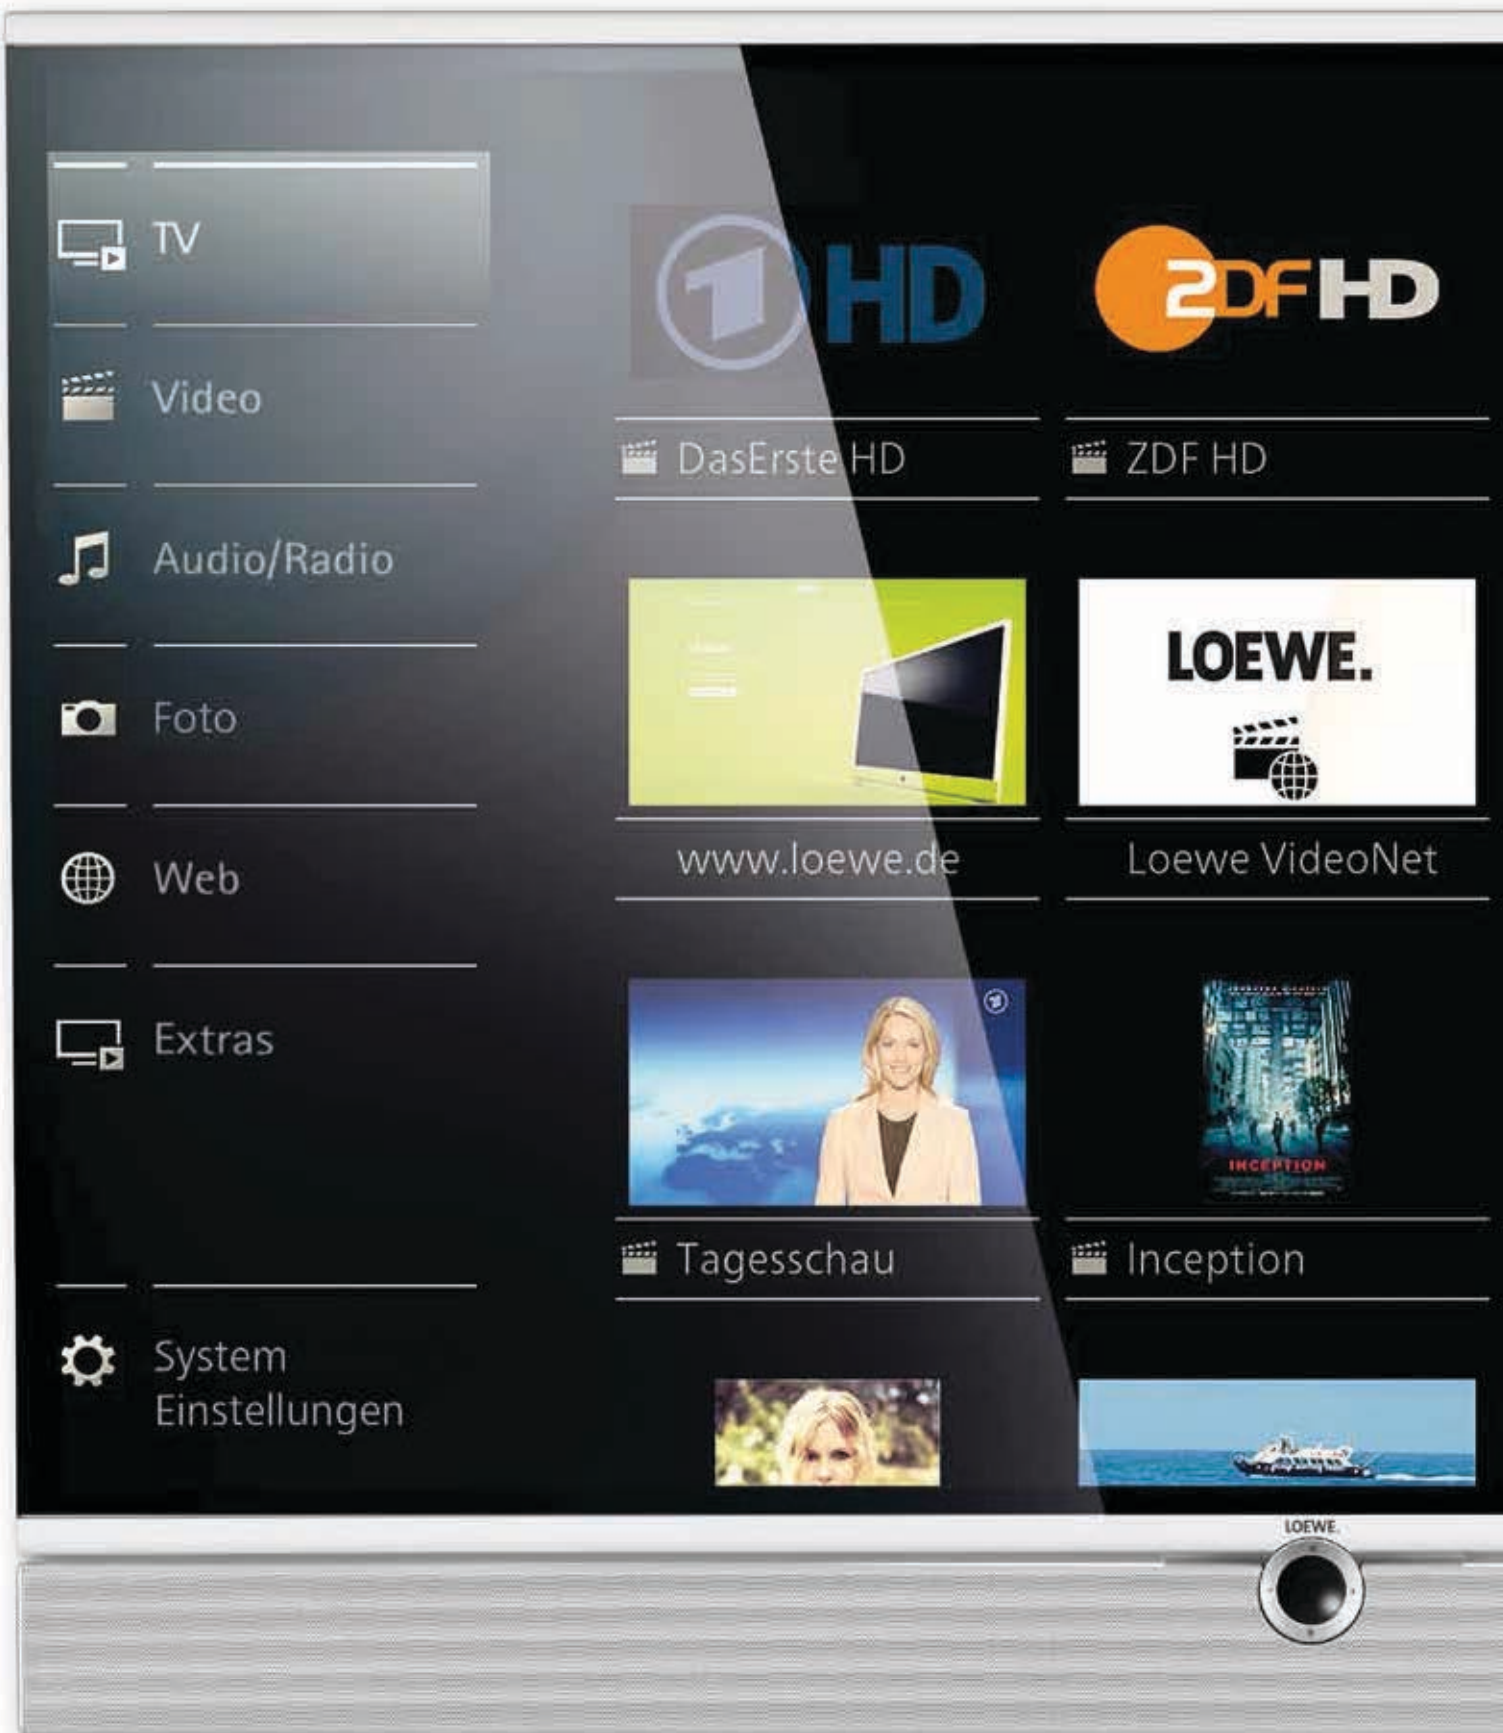 TV
Video
Audio/Radio
Foto
Web
Extras
System
Einstellungen
1 HD
2DF HD
DasErste HD
ZDF HD
LOEWE.
www.loewe.de
Loewe VideoNet
INCEPTION
Tagesschau
Inception
LOEWE.